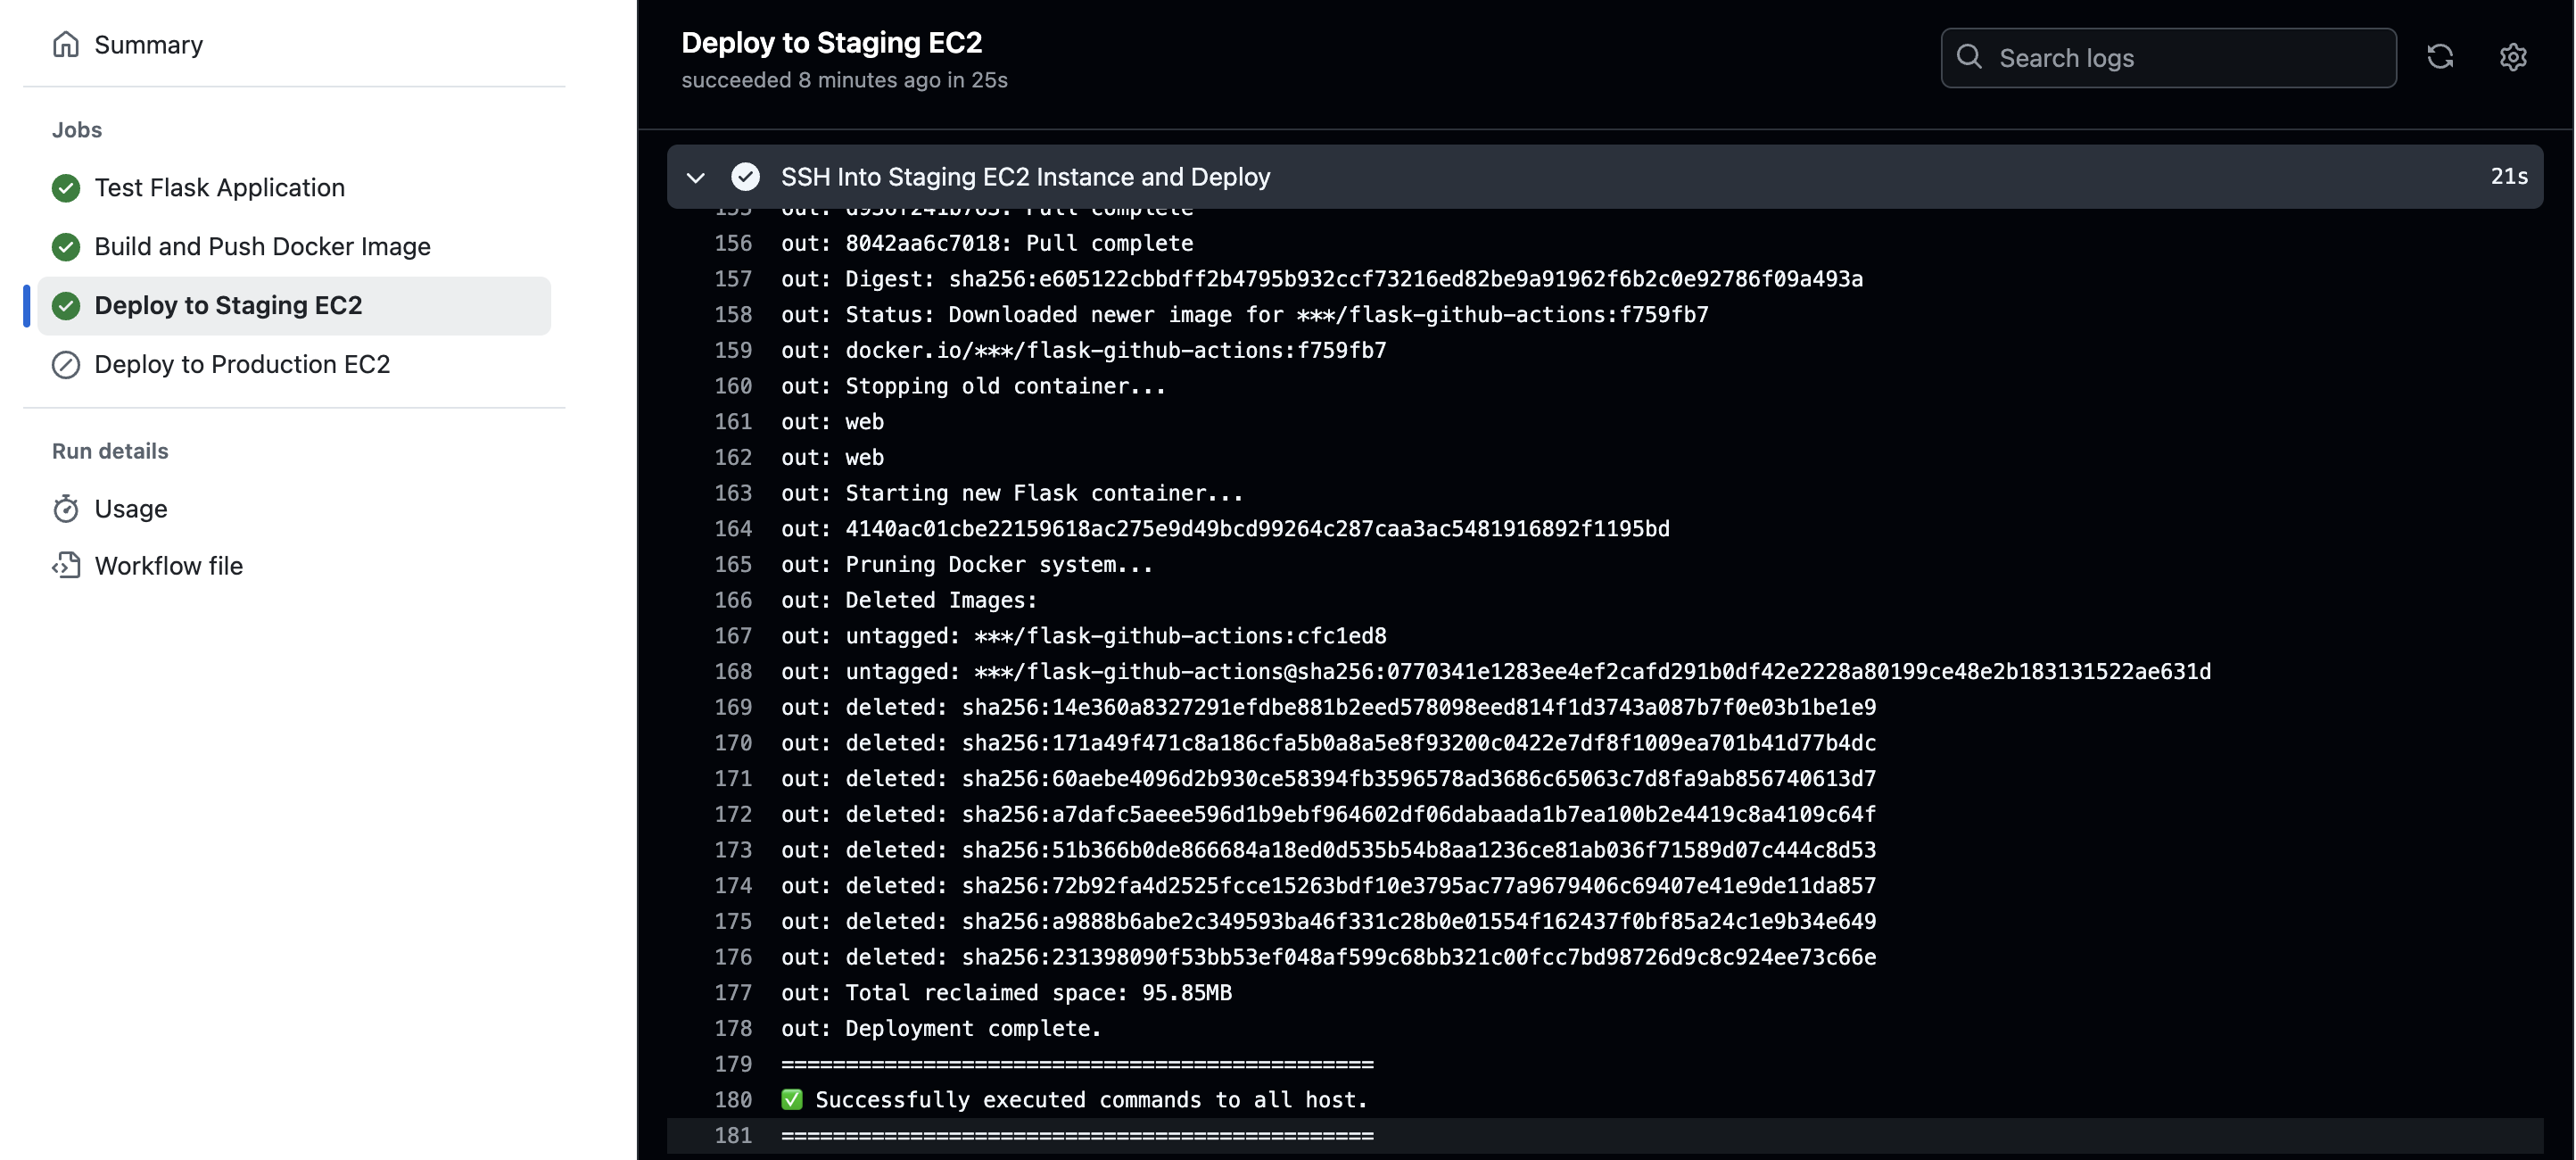 Summary
Jobs
Test Flask Application
Build and Push Docker Image
Deploy to Staging EC2
Deploy to Production EC2
Run details
Usage
Workflow file
Deploy to Staging EC2
succeeded 8 minutes ago in 25s
Search logs
SSH Into Staging EC2 Instance and Deploy 21s
155 out: d936f241b763: Pull complete
156 out: 8042aa6c7018: Pull complete
157 out: Digest: sha256:e605122cbbdff2b4795b932ccf73216ed82be9a91962f6b2c0e92786f09a493a
158 out: Status: Downloaded newer image for ***/flask-github-actions:f759fb7
159 out: docker.io/***/flask-github-actions:f759fb7
160 out: Stopping old container...
161 out: web
162 out: web
163 out: Starting new Flask container...
164 out: 4140ac01cbe22159618ac275e9d49bcd99264c287caa3ac5481916892f1195bd
165 out: Pruning Docker system...
166 out: Deleted Images:
167 out: untagged: ***/flask-github-actions:cfc1ed8
168 out: untagged: ***/flask-github-actions@sha256:0770341e1283ee4ef2cafd291b0df42e2228a80199ce48e2b183131522ae631d
169 out: deleted: sha256:14e360a8327291efdbe881b2eed578098eed814f1d3743a087b7f0e03b1be1e9
170 out: deleted: sha256:171a49f471c8a186cfa5b0a8a5e8f93200c0422e7df8f1009ea701b41d77b4dc
171 out: deleted: sha256:60aebe4096d2b930ce58394fb3596578ad3686c65063c7d8fa9ab856740613d7
172 out: deleted: sha256:a7dafc5aeee596d1b9ebf964602df06dabaada1b7ea100b2e4419c8a4109c64f
173 out: deleted: sha256:51b366b0de866684a18ed0d535b54b8aa1236ce81ab036f71589d07c444c8d53
174 out: deleted: sha256:72b92fa4d2525fcce15263bdf10e3795ac77a9679406c69407e41e9de11da857
175 out: deleted: sha256:a9888b6abe2c349593ba46f331c28b0e01554f162437f0bf85a24c1e9b34e649
176 out: deleted: sha256:231398090f53bb53ef048af599c68bb321c00fcc7bd98726d9c8c924ee73c66e
177 out: Total reclaimed space: 95.85MB
178 out: Deployment complete.
179 ==============================================
180 ✅ Successfully executed commands to all host.
181 ==============================================